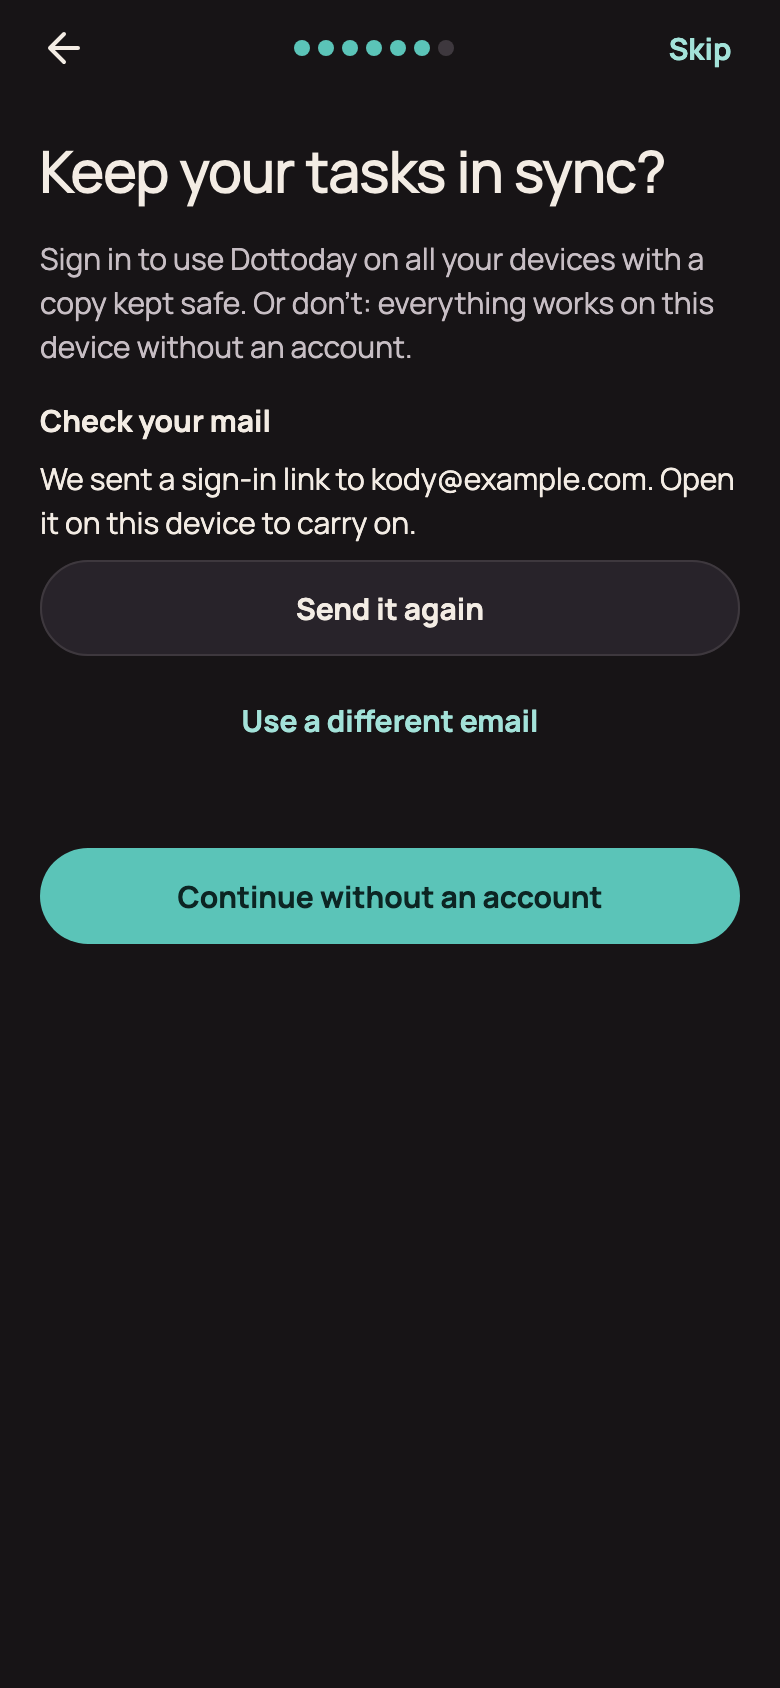 Skip
Keep your tasks in sync?
Sign in to use Dottoday on all your devices with a
copy kept safe. Or don't: everything works on this
device without an account.
Check your mail
We sent a sign-in link to kody@example.com. Open
it on this device to carry on.
Send it again
Use a different email
Continue without an account